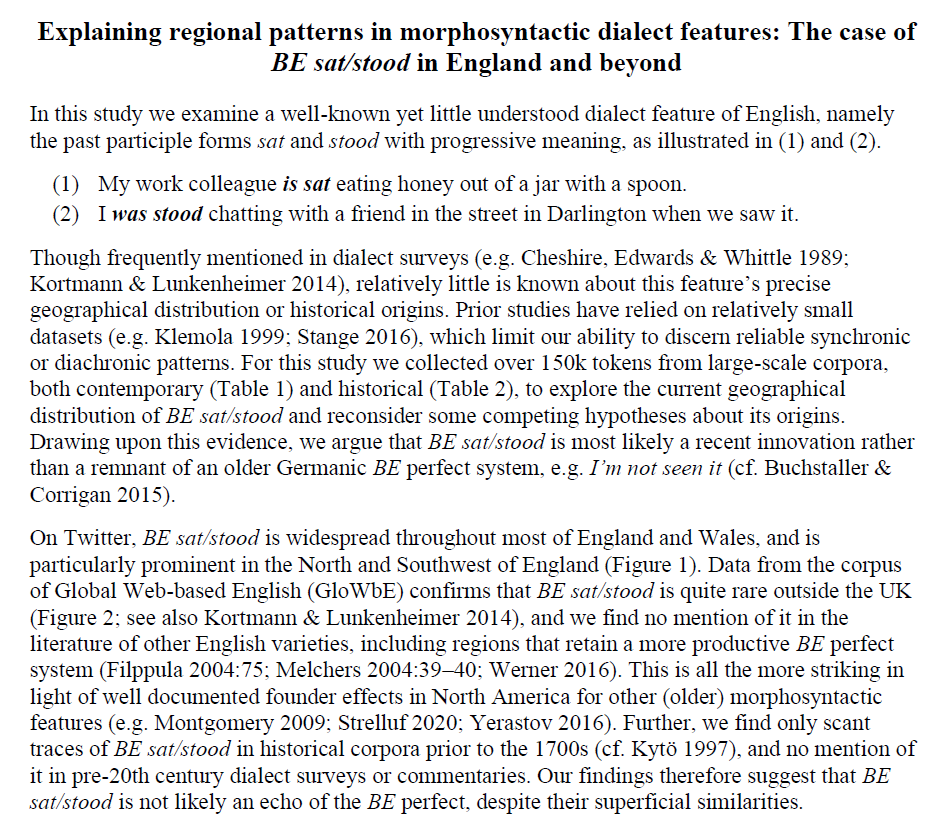 Explaining regional patterns in morphosyntactic dialect features: The case of
BE sat/stood in England and beyond
In this study we examine a well-known yet little understood dialect feature of English, namely
the past participle forms sat and stood with progressive meaning, as illustrated in (1) and (2).
(1) My work colleague is sat eating honey out of a jar with a spoon.
(2) I was stood chatting with a friend in the street in Darlington when we saw it.
Though frequently mentioned in dialect surveys (e.g. Cheshire, Edwards & Whittle 1989;
Kortmann & Lunkenheimer 2014), relatively little is known about this feature’s precise
geographical distribution or historical origins. Prior studies have relied on relatively small
datasets (e.g. Klemola 1999; Stange 2016), which limit our ability to discern reliable synchronic
or diachronic patterns. For this study we collected over 150k tokens from large-scale corpora,
both contemporary (Table 1) and historical (Table 2), to explore the current geographical
distribution of BE sat/stood and reconsider some competing hypotheses about its origins.
Drawing upon this evidence, we argue that BE sat/stood is most likely a recent innovation rather
than a remnant of an older Germanic BE perfect system, e.g. I’m not seen it (cf. Buchstaller &
Corrigan 2015).
On Twitter, BE sat/stood is widespread throughout most of England and Wales, and is
particularly prominent in the North and Southwest of England (Figure 1). Data from the corpus
of Global Web-based English (GloWbE) confirms that BE sat/stood is quite rare outside the UK
(Figure 2; see also Kortmann & Lunkenheimer 2014), and we find no mention of it in the
literature of other English varieties, including regions that retain a more productive BE perfect
system (Filppula 2004:75; Melchers 2004:39–40; Werner 2016). This is all the more striking in
light of well documented founder effects in North America for other (older) morphosyntactic
features (e.g. Montgomery 2009; Strelluf 2020; Yerastov 2016). Further, we find only scant
traces of BE sat/stood in historical corpora prior to the 1700s (cf. Kytö 1997), and no mention of
it in pre-20th century dialect surveys or commentaries. Our findings therefore suggest that BE
sat/stood is not likely an echo of the BE perfect, despite their superficial similarities.